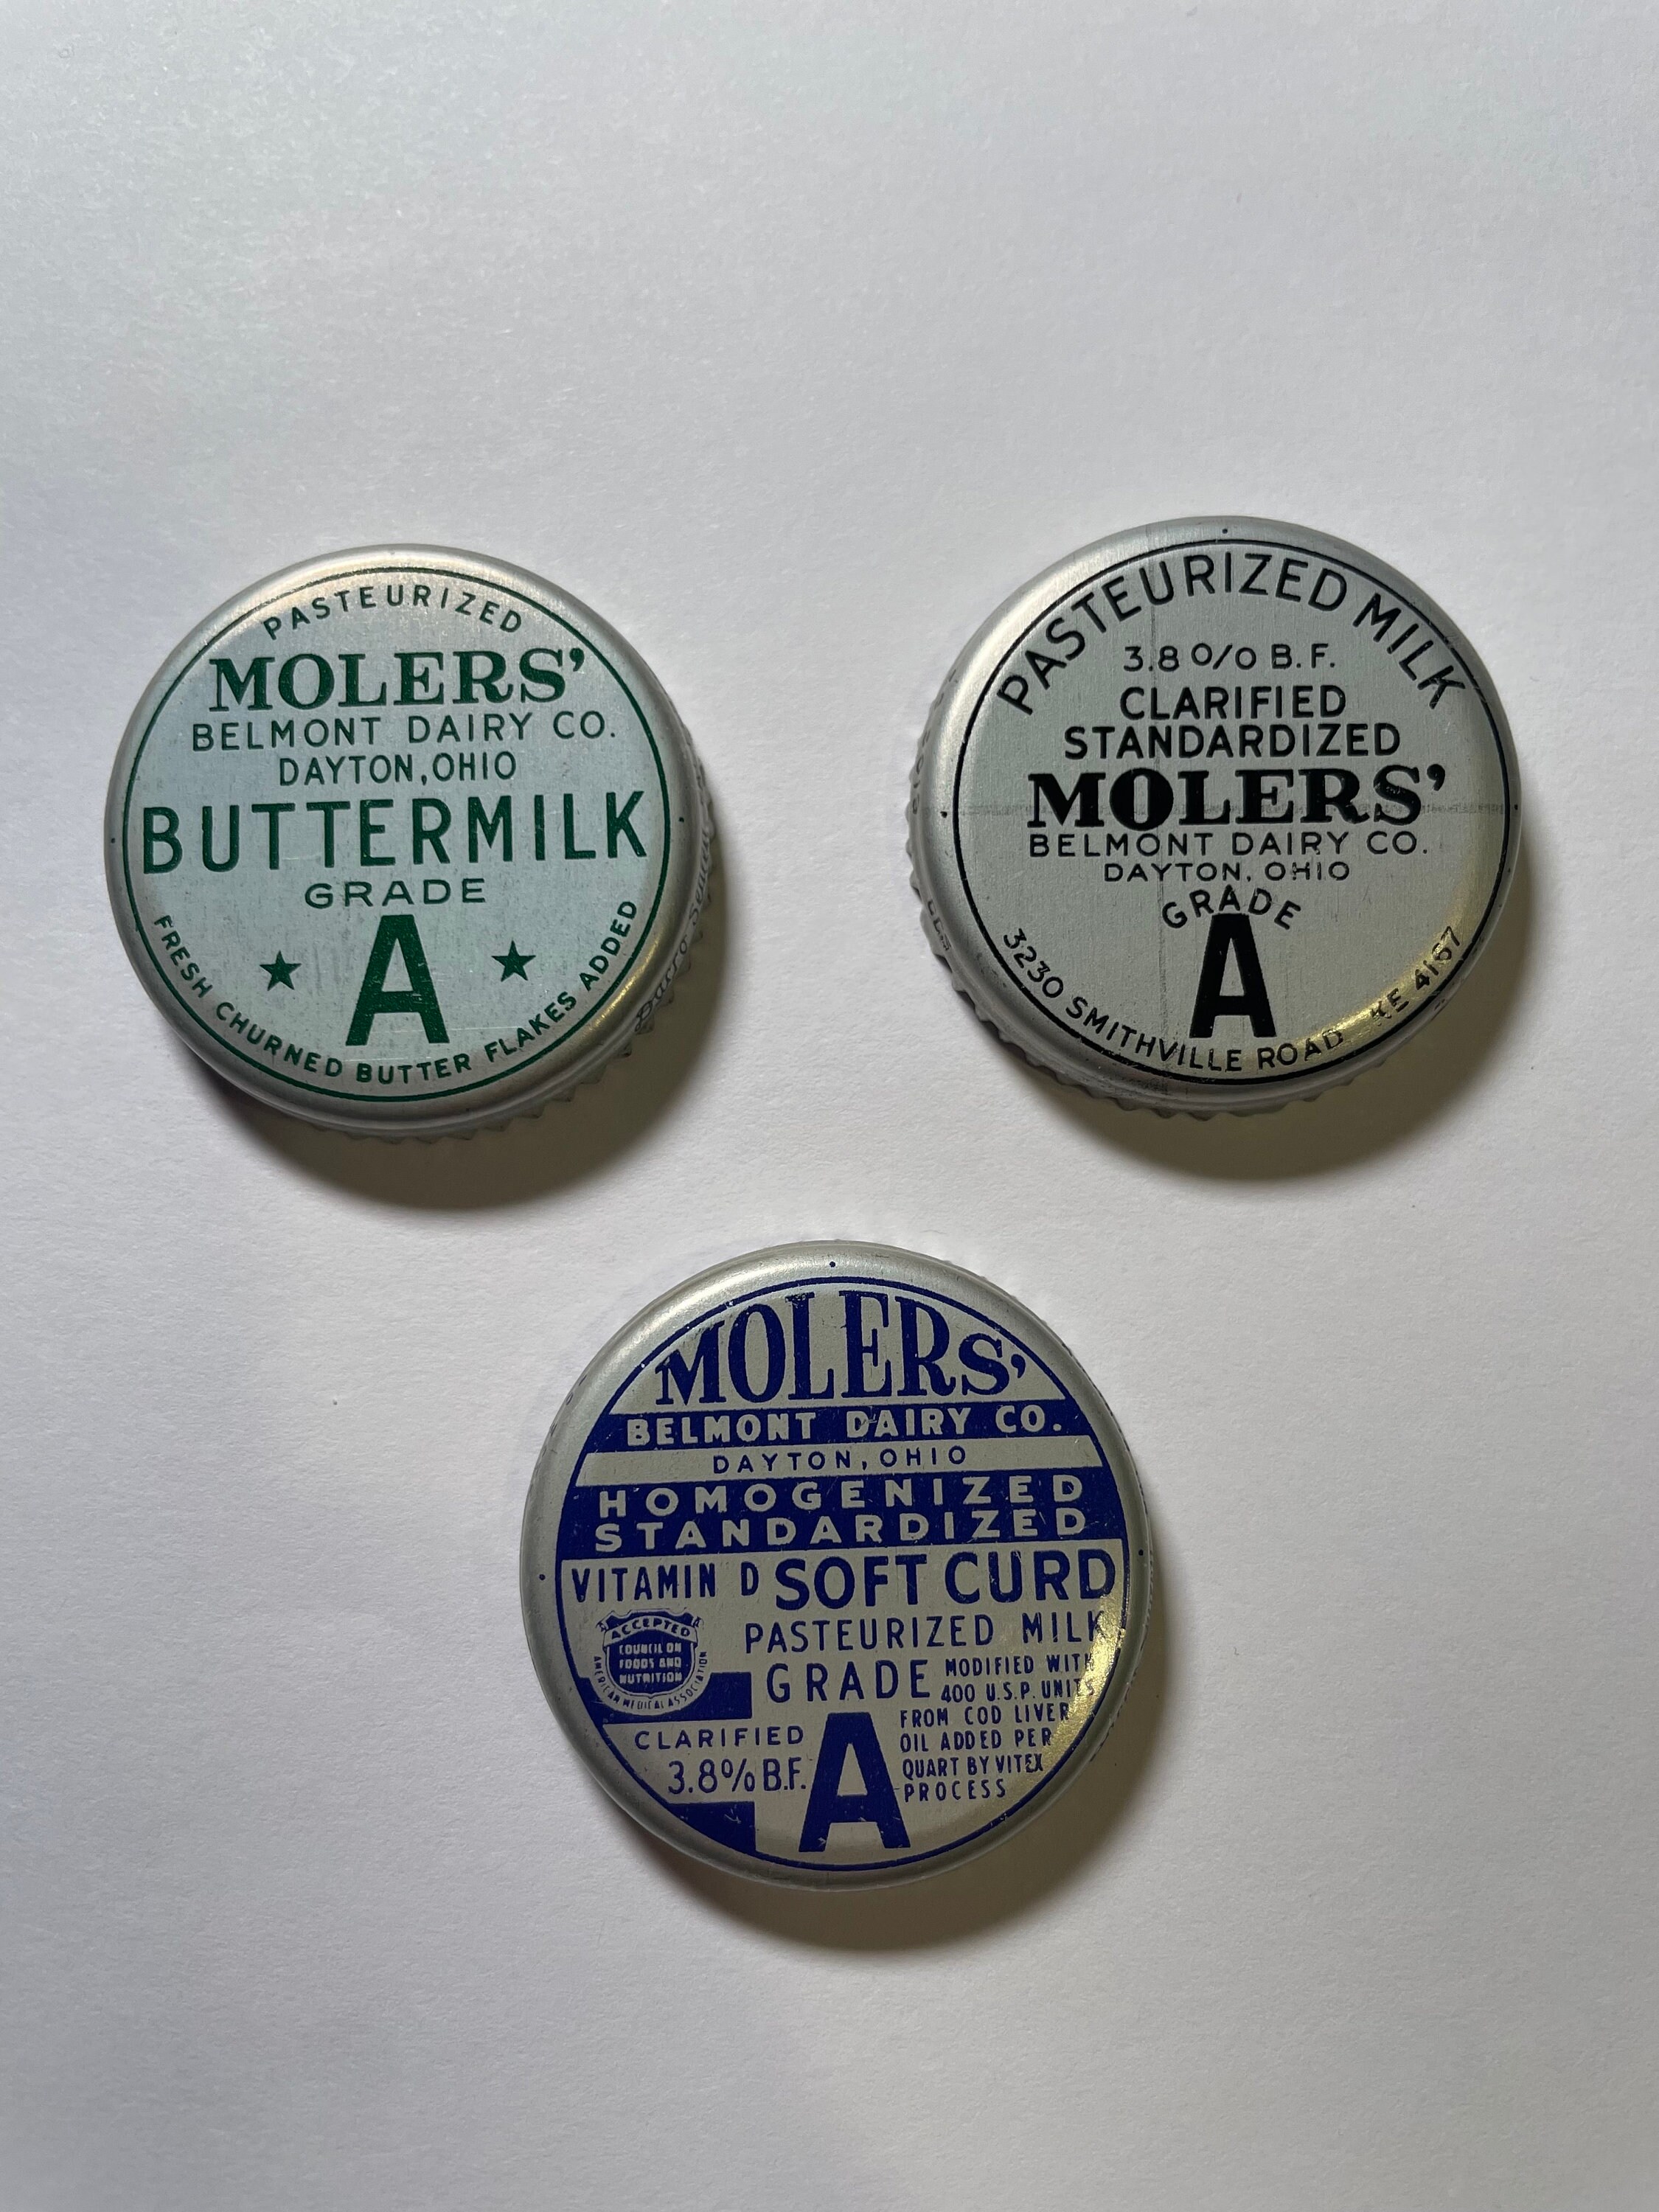 PASTEURIZED
MOLERS'
BELMONT DAIRY CO.
DAYTON, OHIO
BUTTERMILK
GRADE
A
FRESH CHURNED BUTTER FLAKES ADDED
PASTEURIZED MILK
3.8 o/o B.F.
CLARIFIED
STANDARDIZED
MOLERS'
BELMONT DAIRY CO.
DAYTON, OHIO
GRADE
A
3230 SMITHVILLE ROAD KE 4167
MOLERS'
BELMONT DAIRY CO.
DAYTON, OHIO
HOMOGENIZED
STANDARDIZED
VITAMIN D SOFT CURD
ACCEPTED
COUNCIL ON
FOODS AND
NUTRITION
AMERICAN MEDICAL ASSOCIATION
PASTEURIZED MILK
GRADE
A
MODIFIED WITH
400 U.S.P. UNITS
FROM COD LIVER
OIL ADDED PER
QUART BY VITEX
PROCESS
CLARIFIED
3.8% B.F.